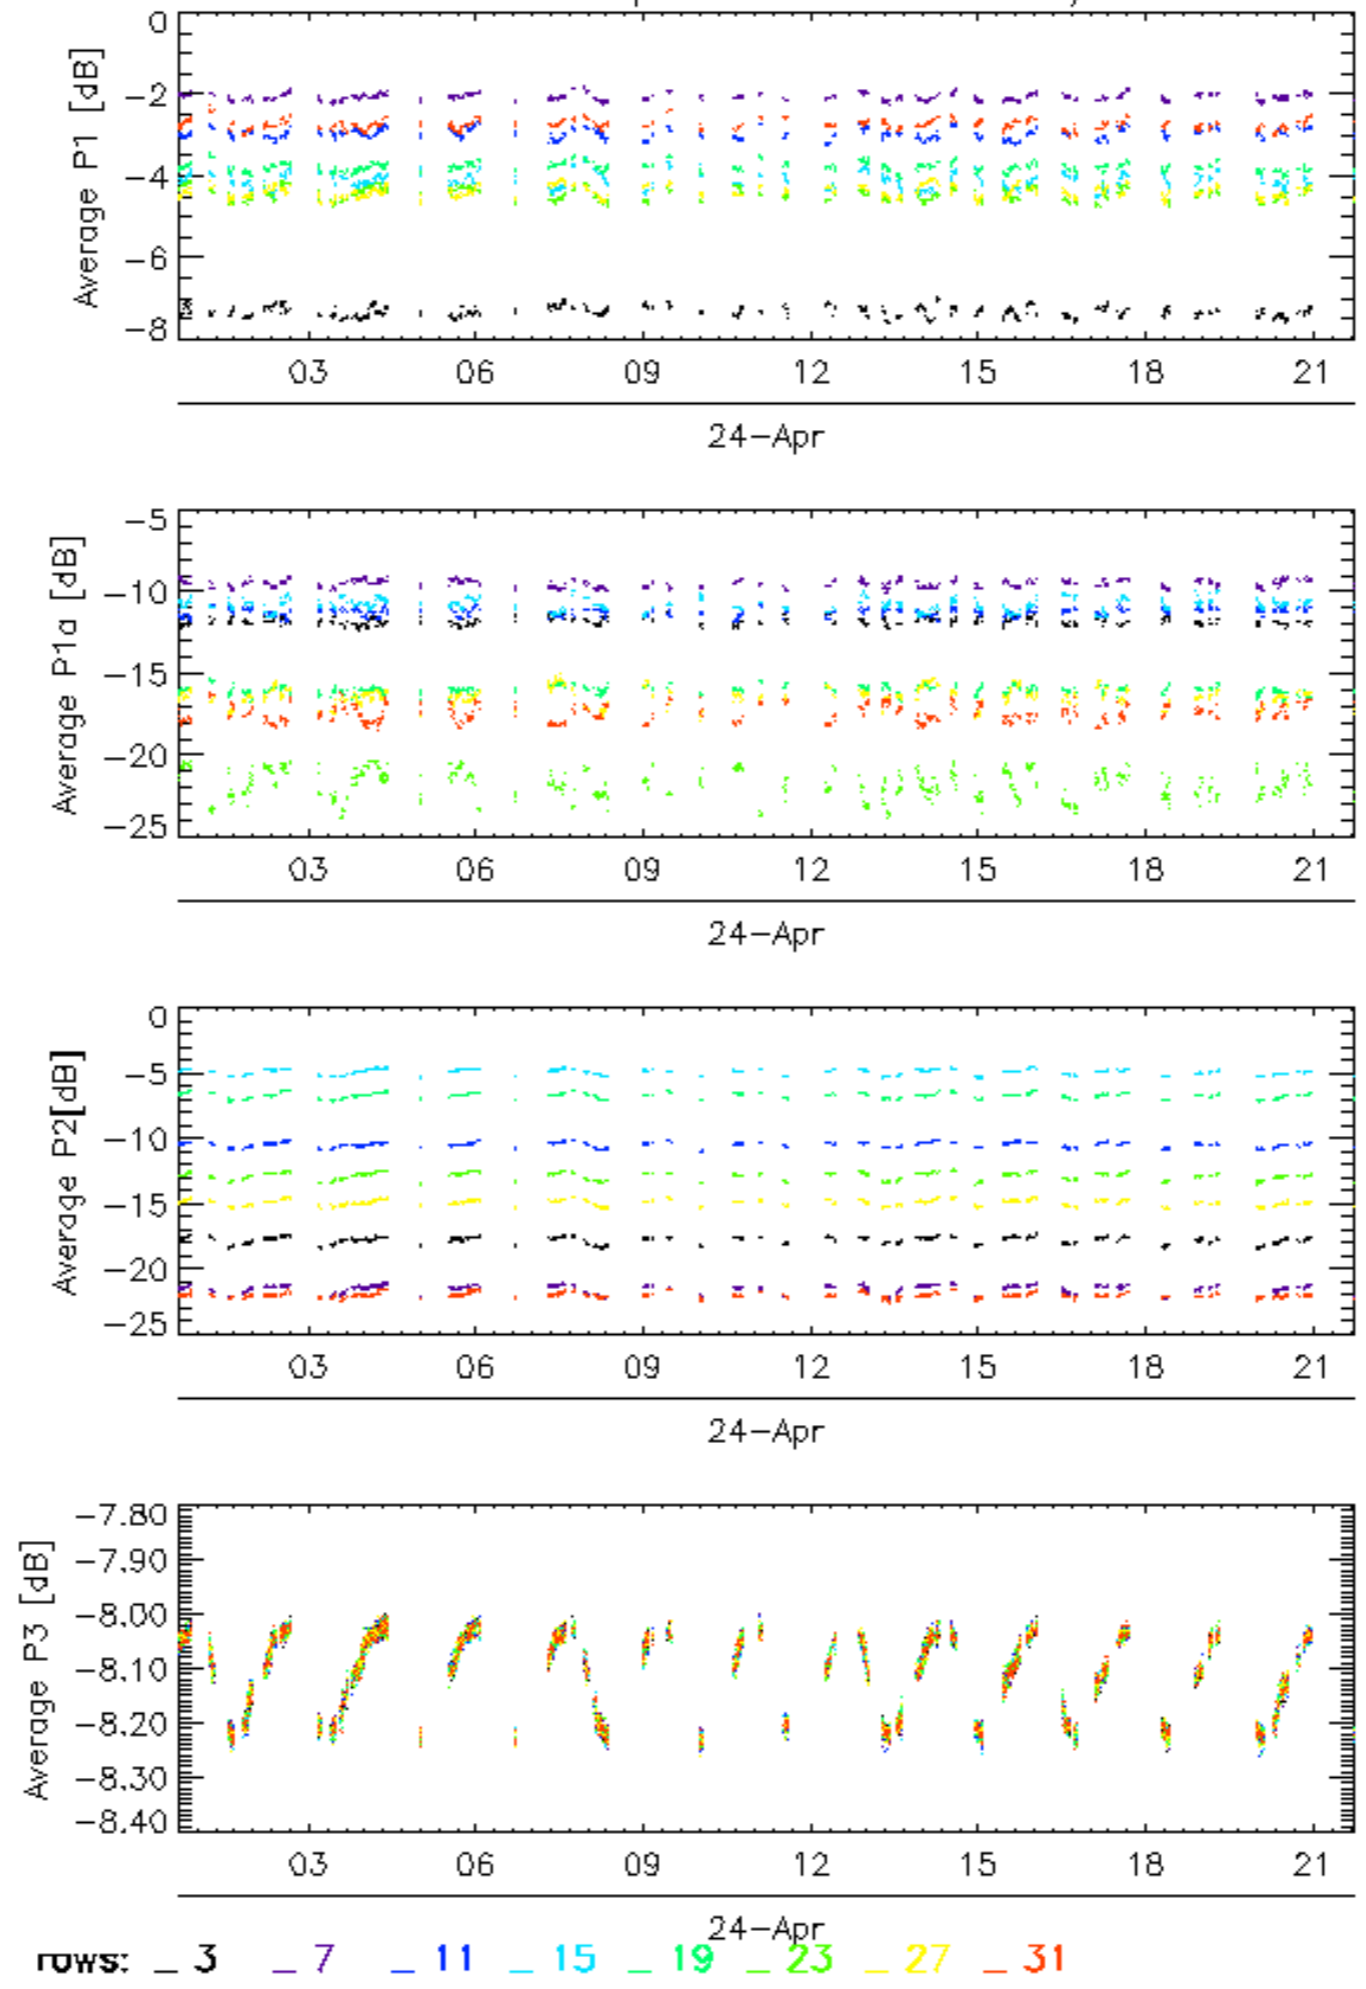 0
−2
−4
−6
−8
Average P1 [dB]
03 06 09 12 15 18 21
24−Apr
−5
−10
−15
−20
−25
Average P1a [dB]
03 06 09 12 15 18 21
24−Apr
0
−5
−10
−15
−20
−25
Average P2[dB]
03 06 09 12 15 18 21
24−Apr
−7.80
−7.90
−8.00
−8.10
−8.20
−8.30
−8.40
Average P3 [dB]
03 06 09 12 15 18 21
24−Apr
rows: _ 3 _ 7 _ 11 _ 15 _ 19 _ 23 _ 27 _ 31